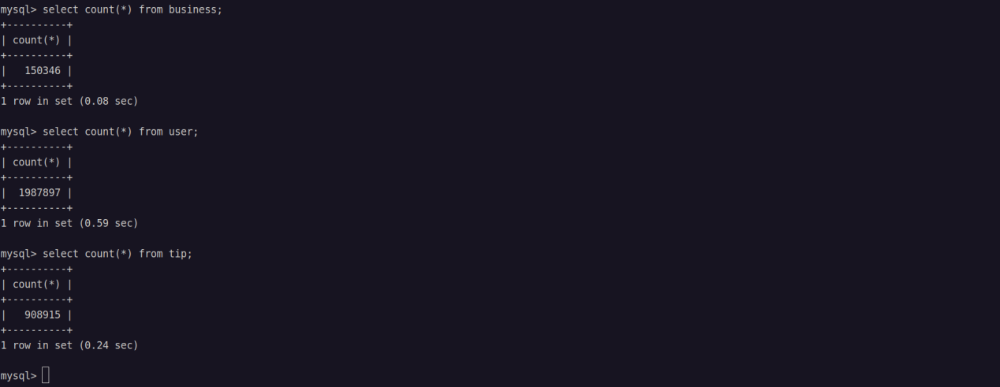 mysql> select count(*) from business;
+----------+
| count(*) |
+----------+
|   150346 |
+----------+
1 row in set (0.08 sec)

mysql> select count(*) from user;
+----------+
| count(*) |
+----------+
|  1987897 |
+----------+
1 row in set (0.59 sec)

mysql> select count(*) from tip;
+----------+
| count(*) |
+----------+
|   908915 |
+----------+
1 row in set (0.24 sec)

mysql>